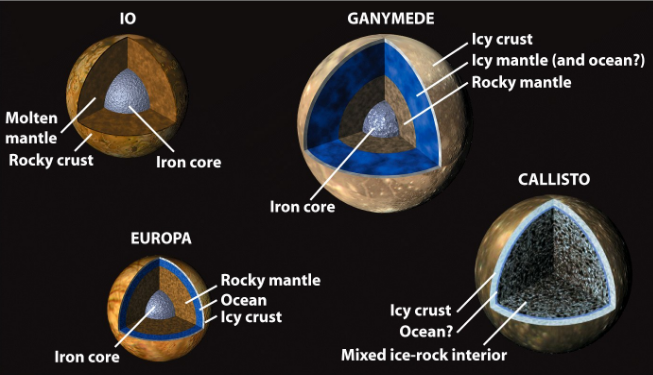 IO
Molten
mantle
Rocky crust
Iron core
GANYMEDE
Icy crust
Icy mantle (and ocean?)
Rocky mantle
Iron core
EUROPA
Rocky mantle
Ocean
Icy crust
Iron core
CALLISTO
Icy crust
Ocean?
Mixed ice-rock interior